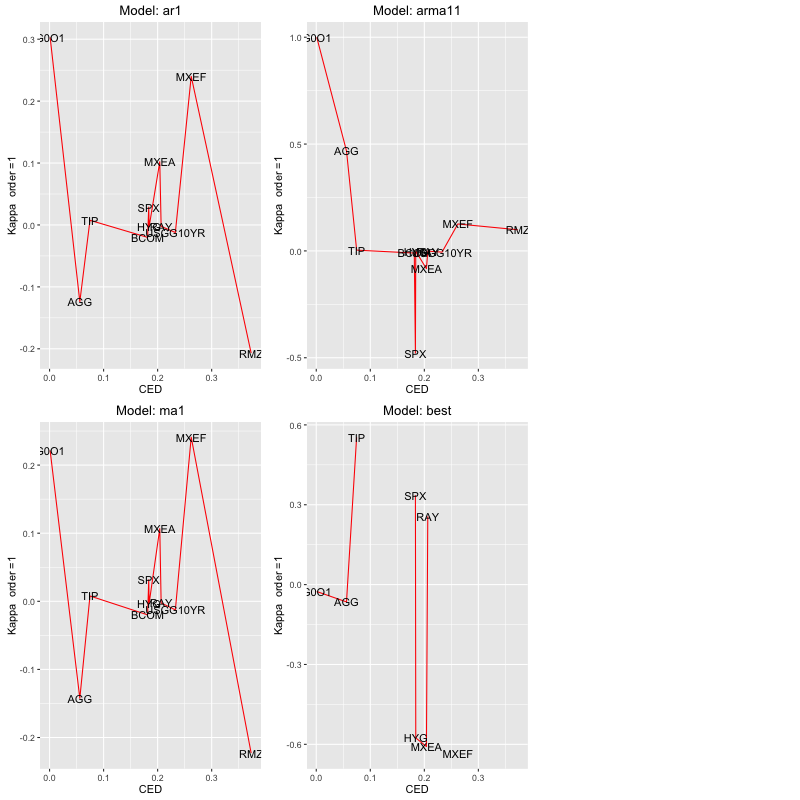 Model: ar1
Kappa order =1
0.3
0.2
0.1
0.0
-0.1
-0.2
G0O1
AGG
TIP
BCOM
SPX
HYG
MXEA
RAY
USGG10YR
MXEF
RMZ
0.0 0.1 0.2 0.3
CED
Model: arma11
Kappa order =1
1.0
0.5
0.0
-0.5
G0O1
AGG
TIP
SPX
MXEA
MXEF
RMZ
0.0 0.1 0.2 0.3
CED
Model: ma1
Kappa order =1
0.2
0.1
0.0
-0.1
-0.2
G0O1
AGG
TIP
BCOM
SPX
HYG
MXEA
RAY
USGG10YR
MXEF
RMZ
0.0 0.1 0.2 0.3
CED
Model: best
Kappa order =1
0.6
0.3
0.0
-0.3
-0.6
G0O1
AGG
TIP
SPX
RAY
HYG
MXEA
MXEF
0.0 0.1 0.2 0.3
CED